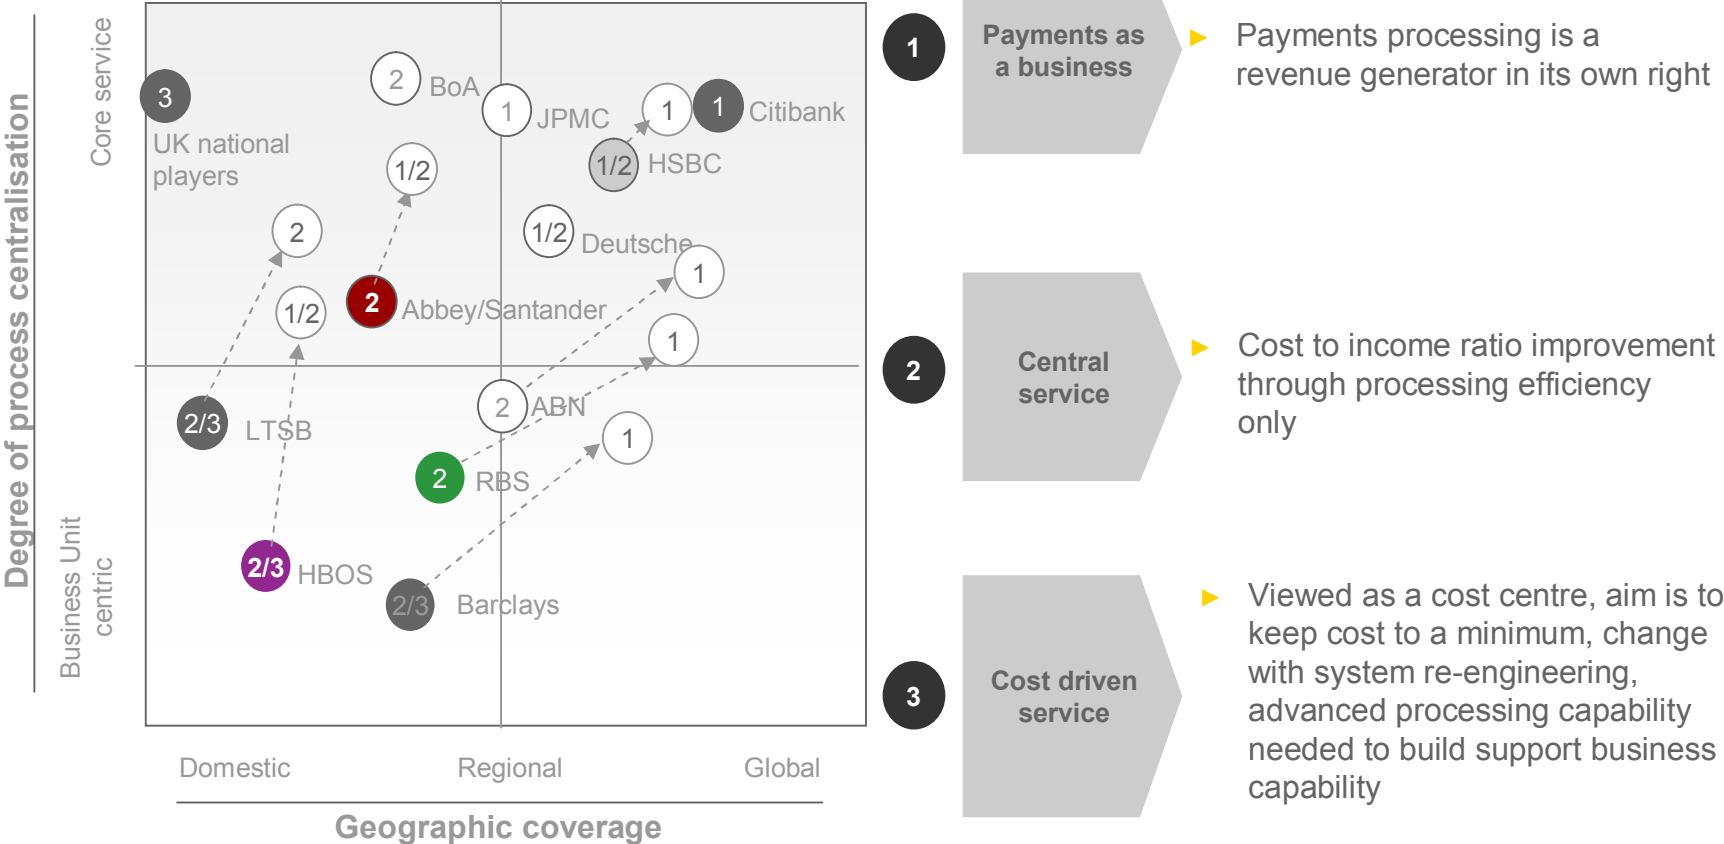 Degree of process centralisation
Core service
Business Unit
centric
3
UK national
players
2
BoA
1
JPMC
1
1
Citibank
1/2
HSBC
1/2
2
1/2
Deutsche
1
2
Abbey/Santander
1/2
1
2/3
LTSB
2
ABN
1
2
RBS
2/3
HBOS
2/3
Barclays
Domestic
Regional
Global
Geographic coverage
1
Payments as
a business
► Payments processing is a
revenue generator in its own right
2
Central
service
► Cost to income ratio improvement
through processing efficiency
only
3
Cost driven
service
► Viewed as a cost centre, aim is to
keep cost to a minimum, change
with system re-engineering,
advanced processing capability
needed to build support business
capability